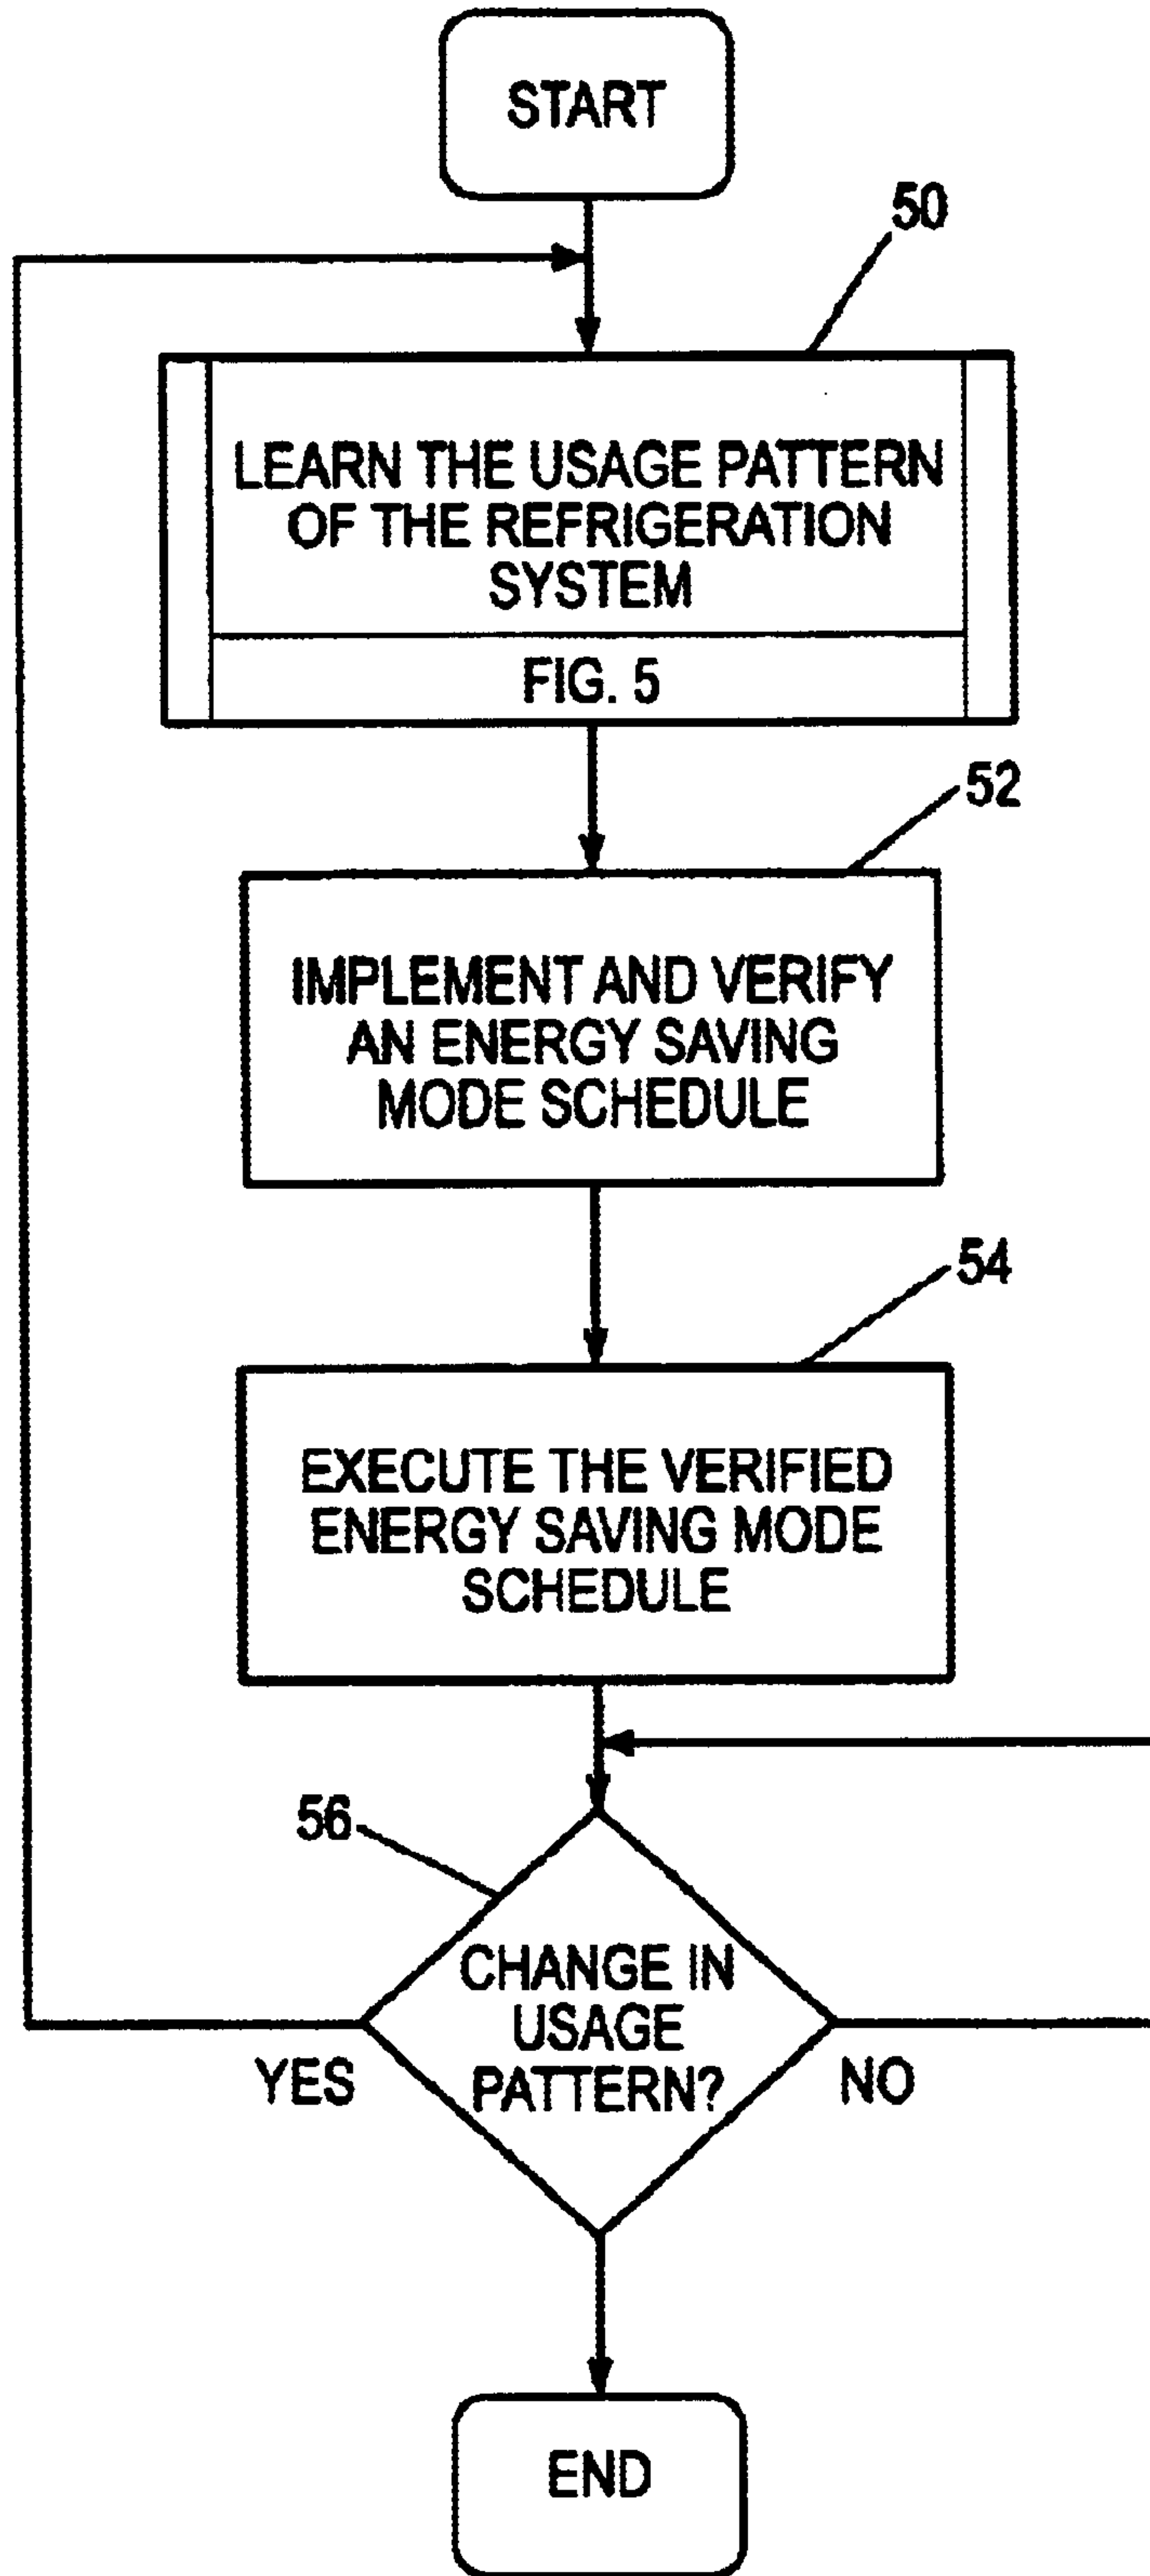 START
50
LEARN THE USAGE PATTERN
OF THE REFRIGERATION
SYSTEM
FIG. 5
52
IMPLEMENT AND VERIFY
AN ENERGY SAVING
MODE SCHEDULE
54
EXECUTE THE VERIFIED
ENERGY SAVING MODE
SCHEDULE
56
CHANGE IN
USAGE
PATTERN?
YES
NO
END